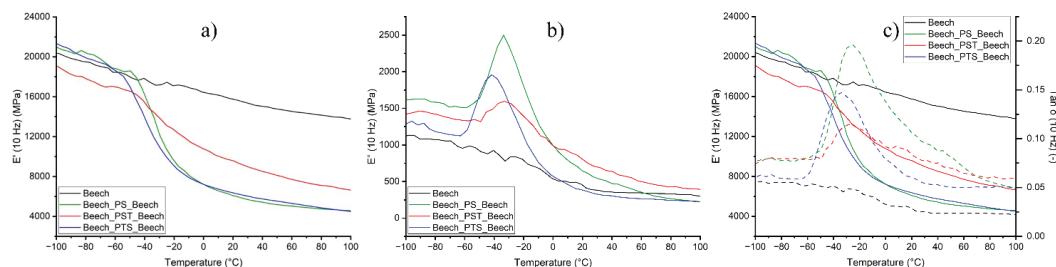 a)
24000
20000
16000
12000
8000
4000
E' (10 Hz) (MPa)
Beech
Beech_PS_Beech
Beech_PST_Beech
Beech_PTS_Beech
-100 -80 -60 -40 -20 0 20 40 60 80 100
Temperature (°C)
b)
2500
2000
1500
1000
500
250
E' (10 Hz) (MPa)
Beech
Beech_PS_Beech
Beech_PST_Beech
Beech_PTS_Beech
-100 -80 -60 -40 -20 0 20 40 60 80 100
Temperature (°C)
c)
24000
20000
16000
12000
8000
4000
E' (10 Hz) (MPa)
Beech
Beech_PS_Beech
Beech_PST_Beech
Beech_PTS_Beech
0.20
0.15
0.10
0.05
0.00
(10 Hz) (-)
-100 -80 -60 -40 -20 0 20 40 60 80 100
Temperature (°C)